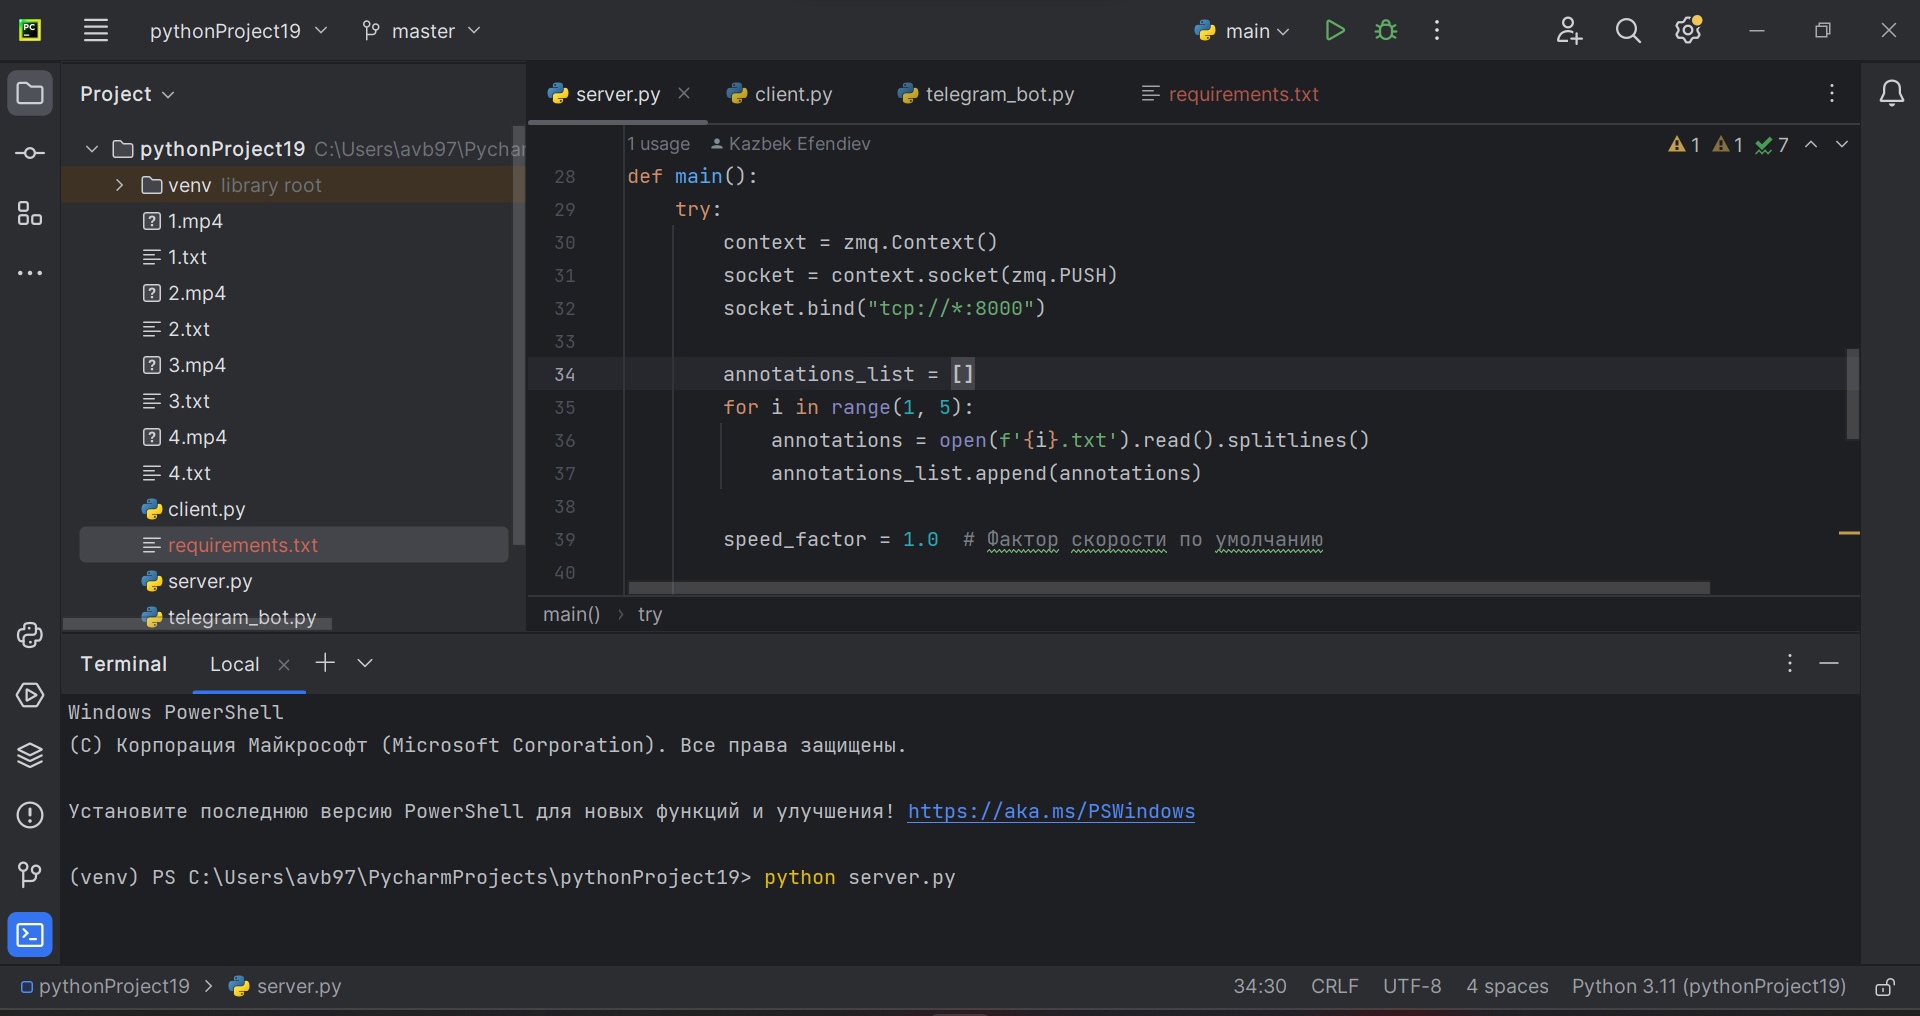 PC
pythonProject19
master
main
Project
pythonProject19 C:\Users\avb97\Pychar
venv library root
1.mp4
1.txt
2.mp4
2.txt
3.mp4
3.txt
4.mp4
4.txt
client.py
requirements.txt
server.py
telegram_bot.py
server.py
client.py
telegram_bot.py
requirements.txt
1 usage Kazbek Efendiev
1 1 7
28 def main():
29 try:
30 context = zmq.Context()
31 socket = context.socket(zmq.PUSH)
32 socket.bind("tcp://*:8000")
33
34 annotations_list = []
35 for i in range(1, 5):
36 annotations = open(f'{i}.txt').read().splitlines()
37 annotations_list.append(annotations)
38
39 speed_factor = 1.0 # Фактор скорости по умолчанию
40
main() › try
Terminal
Local
Windows PowerShell
(C) Корпорация Майкрософт (Microsoft Corporation). Все права защищены.
Установите последнюю версию PowerShell для новых функций и улучшения! https://aka.ms/PSWindows
(venv) PS C:\Users\avb97\PycharmProjects\pythonProject19> python server.py
pythonProject19 > server.py
34:30 CRLF UTF-8 4 spaces Python 3.11 (pythonProject19)